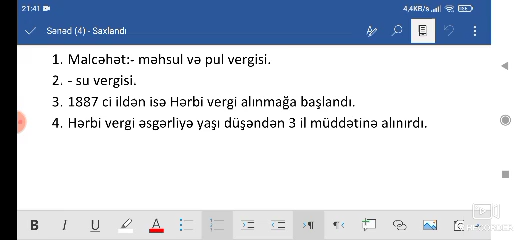 21:41
4,4KB/s
Sənəd (4) - Saxlandı
1. Malcəhət:- məhsul və pul vergisi.
2. - su vergisi.
3. 1887 ci ildən isə Hərbi vergi alınmağa başlandı.
4. Hərbi vergi əsgərliyə yaşı düşəndən 3 il müddətinə alınırdı.
B I U A